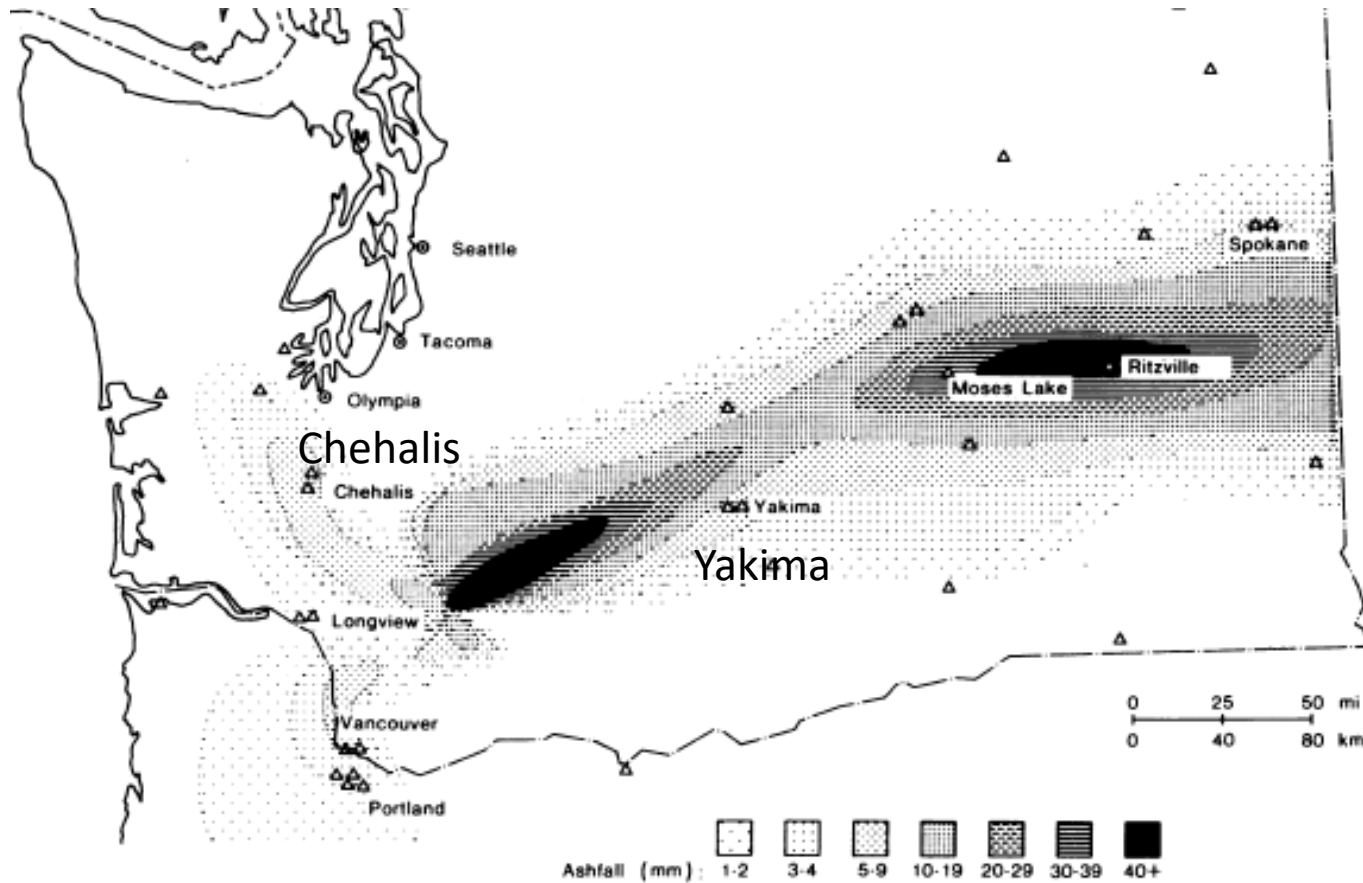 Seattle
Spokane
Tacoma
Ritzville
Moses Lake
Olympia
Chehalis
Chehalis
Yakima
Yakima
Longview
0 25 50 mi
0 40 80 km
Vancouver
Portland
Ashfall (mm): 1-2 3-4 5-9 10-19 20-29 30-39 40+